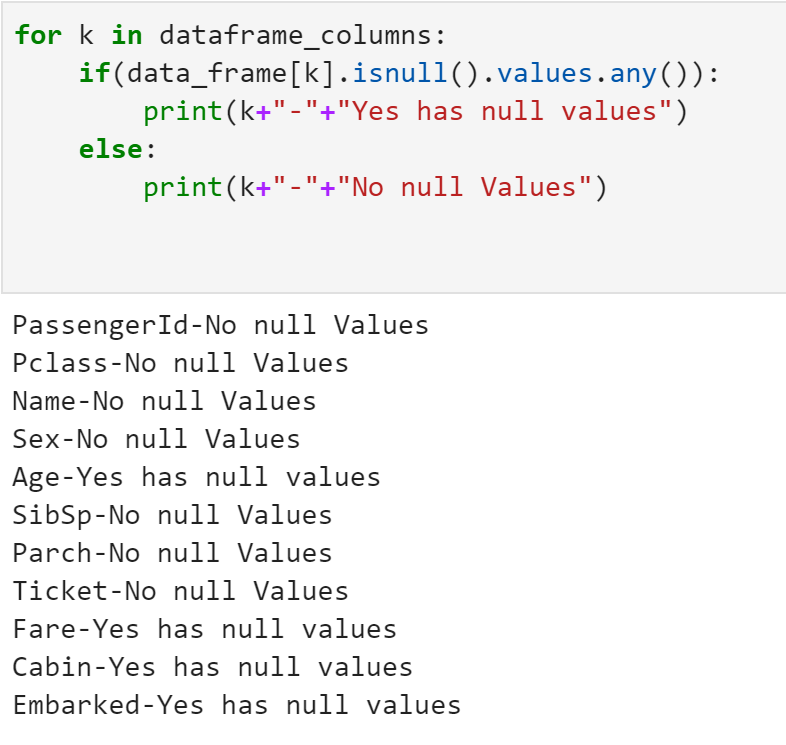 for k in dataframe_columns:
    if(data_frame[k].isnull().values.any()):
        print(k+"-"+"Yes has null values")
    else:
        print(k+"-"+"No null Values")
PassengerId-No null Values
Pclass-No null Values
Name-No null Values
Sex-No null Values
Age-Yes has null values
SibSp-No null Values
Parch-No null Values
Ticket-No null Values
Fare-Yes has null values
Cabin-Yes has null values
Embarked-Yes has null values